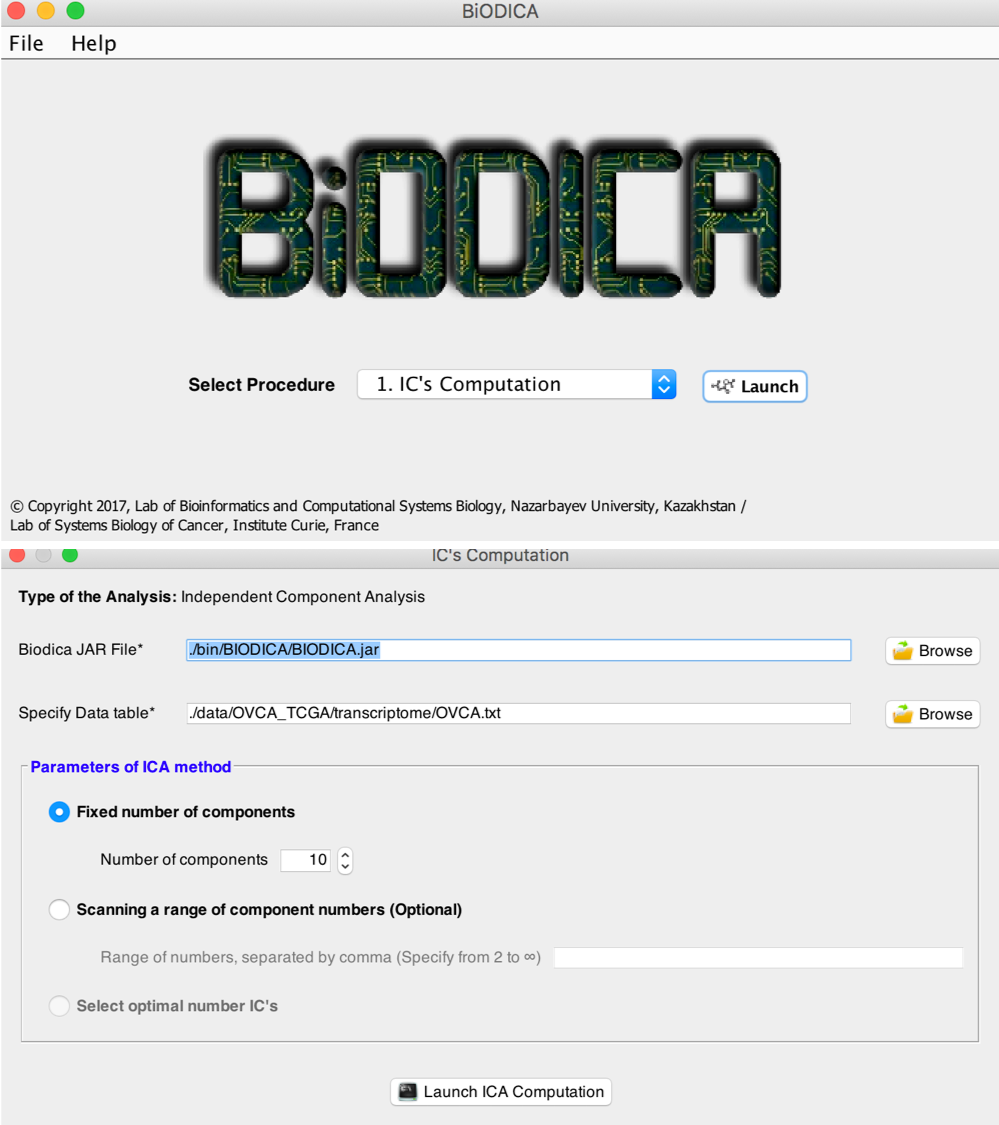 BiODICA
File Help
BiODICA
Select Procedure 1. IC's Computation Launch
© Copyright 2017, Lab of Bioinformatics and Computational Systems Biology, Nazarbayev University, Kazakhstan /
Lab of Systems Biology of Cancer, Institute Curie, France
IC's Computation
Type of the Analysis: Independent Component Analysis
Biodica JAR File* ./bin/BIODICA/BIODICA.jar Browse
Specify Data table* ./data/OVCA_TCGA/transcriptome/OVCA.txt Browse
Parameters of ICA method
Fixed number of components
Number of components 10
Scanning a range of component numbers (Optional)
Range of numbers, separated by comma (Specify from 2 to ∞)
Select optimal number IC's
Launch ICA Computation